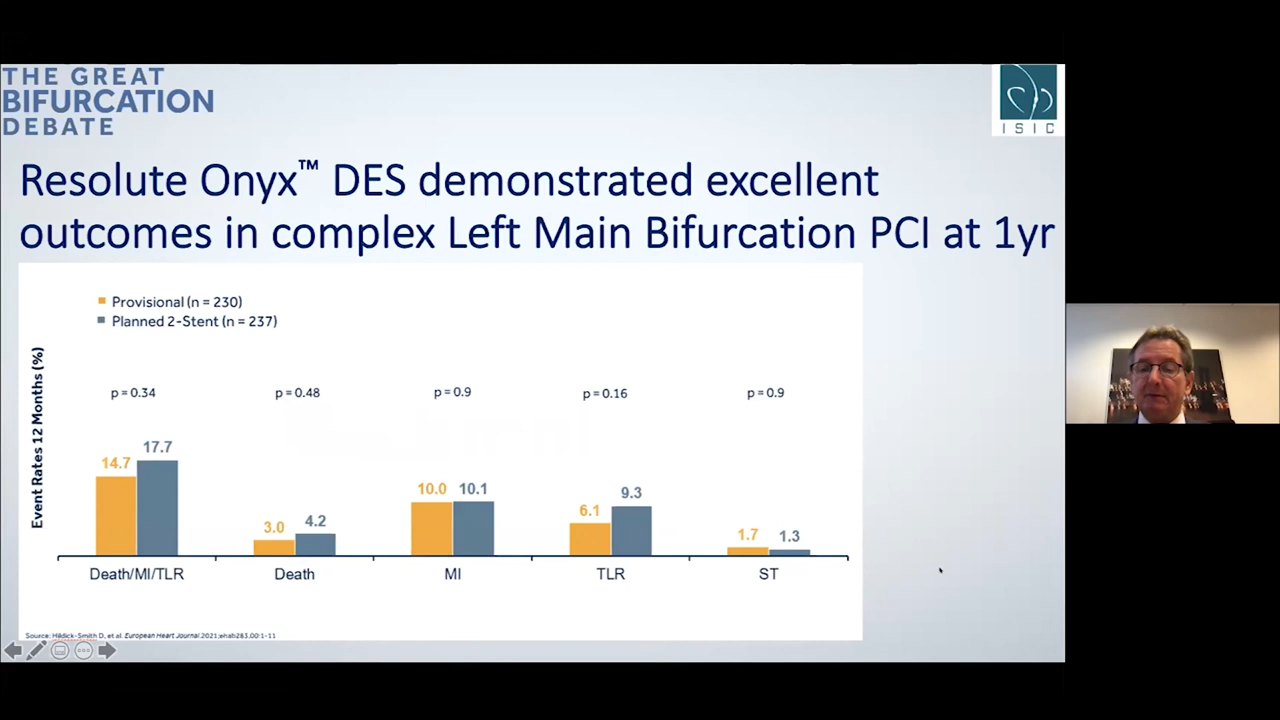 THE GREAT
BIFURCATION
DEBATE
ISIC
Resolute Onyx™ DES demonstrated excellent
outcomes in complex Left Main Bifurcation PCI at 1yr
Provisional (n = 230)
Planned 2-Stent (n = 237)
Event Rates 12 Months (%)
p = 0.34
p = 0.48
p = 0.9
p = 0.16
p = 0.9
14.7
17.7
3.0
4.2
10.0
10.1
6.1
9.3
1.7
1.3
Death/MI/TLR
Death
MI
TLR
ST
Source: Hildick-Smith D, et.al. European Heart Journal.2021;ehab283,00:1-11